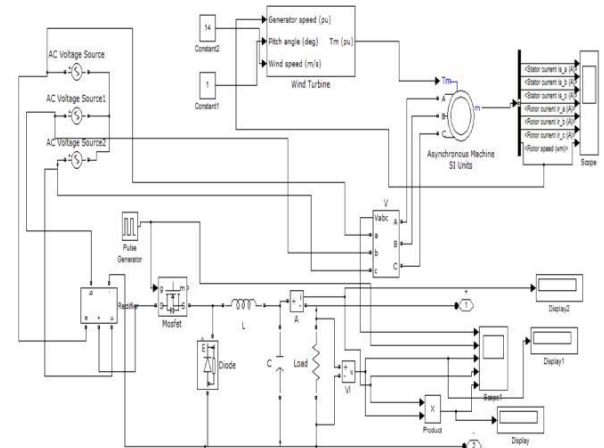 14
Constant2
Generator speed (pu)
Pitch angle (deg)
Tm (pu)
Wind speed (m/s)
Wind Turbine
1
Constant1
AC Voltage Source
AC Voltage Source1
AC Voltage Source2
Tm
A
B
C
m
Asynchronous Machine
SI Units
<Stator current is_a (A)>
<Stator current is_b (A)>
<Stator current is_c (A)>
<Rotor current ir_a (A)>
<Rotor current ir_b (A)>
<Rotor current ir_c (A)>
<Rotor speed (wm)>
Scope
V
Vabc
A
a
B
b
C
c
Pulse
Generator
Rectifier
g
m
D
S
Mosfet
L
A
+
1
Display2
Diode
C
Load
+
-
v
VI
Scope1
Display1
X
Product
Display
-
2